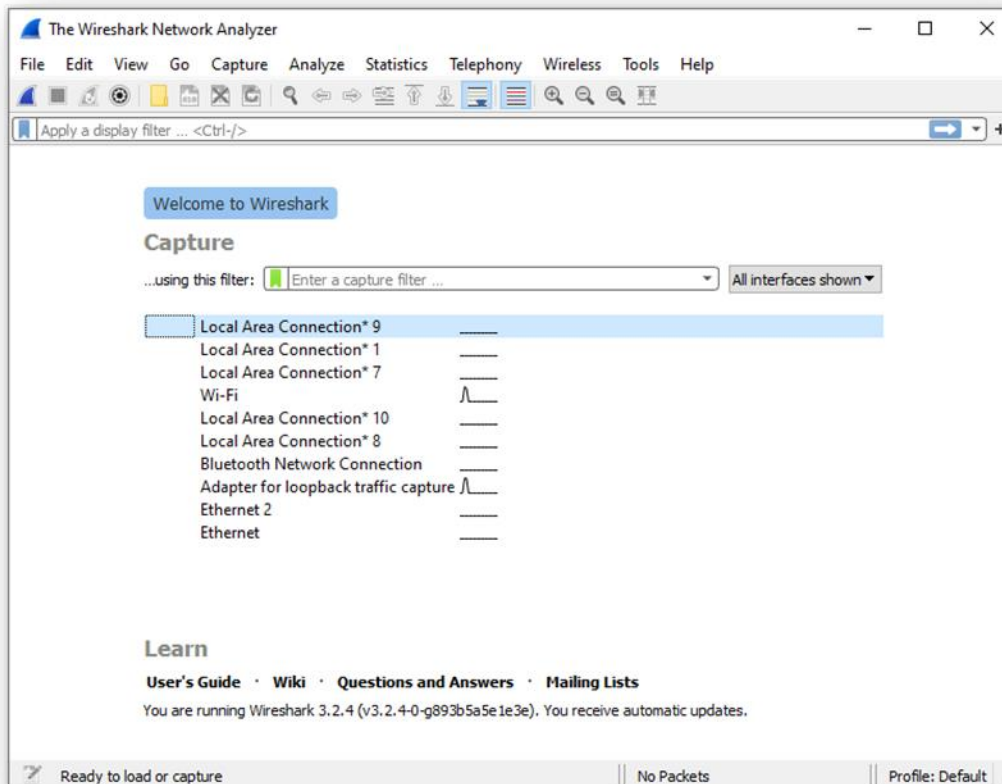 The Wireshark Network Analyzer
File Edit View Go Capture Analyze Statistics Telephony Wireless Tools Help
Apply a display filter ... <Ctrl-/>
Welcome to Wireshark
Capture
...using this filter: Enter a capture filter ... All interfaces shown
Local Area Connection* 9
Local Area Connection* 1
Local Area Connection* 7
Wi-Fi
Local Area Connection* 10
Local Area Connection* 8
Bluetooth Network Connection
Adapter for loopback traffic capture
Ethernet 2
Ethernet
Learn
User's Guide · Wiki · Questions and Answers · Mailing Lists
You are running Wireshark 3.2.4 (v3.2.4-0-g893b5a5e1e3e). You receive automatic updates.
Ready to load or capture No Packets Profile: Default